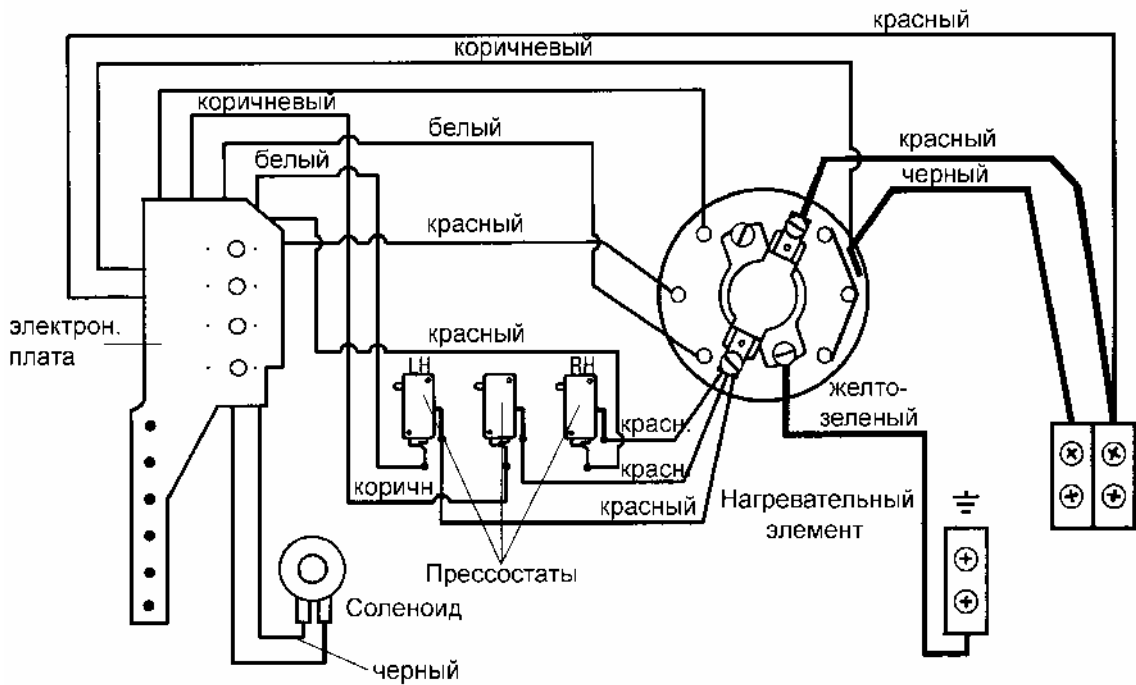 красный
коричневый
коричневый
белый
белый
красный
черный
красный
электрон.
плата
красный
LH
RH
желто-
зеленый
красн.
красн.
коричн.
красный
Нагревательный
элемент
Прессостаты
Соленоид
черный